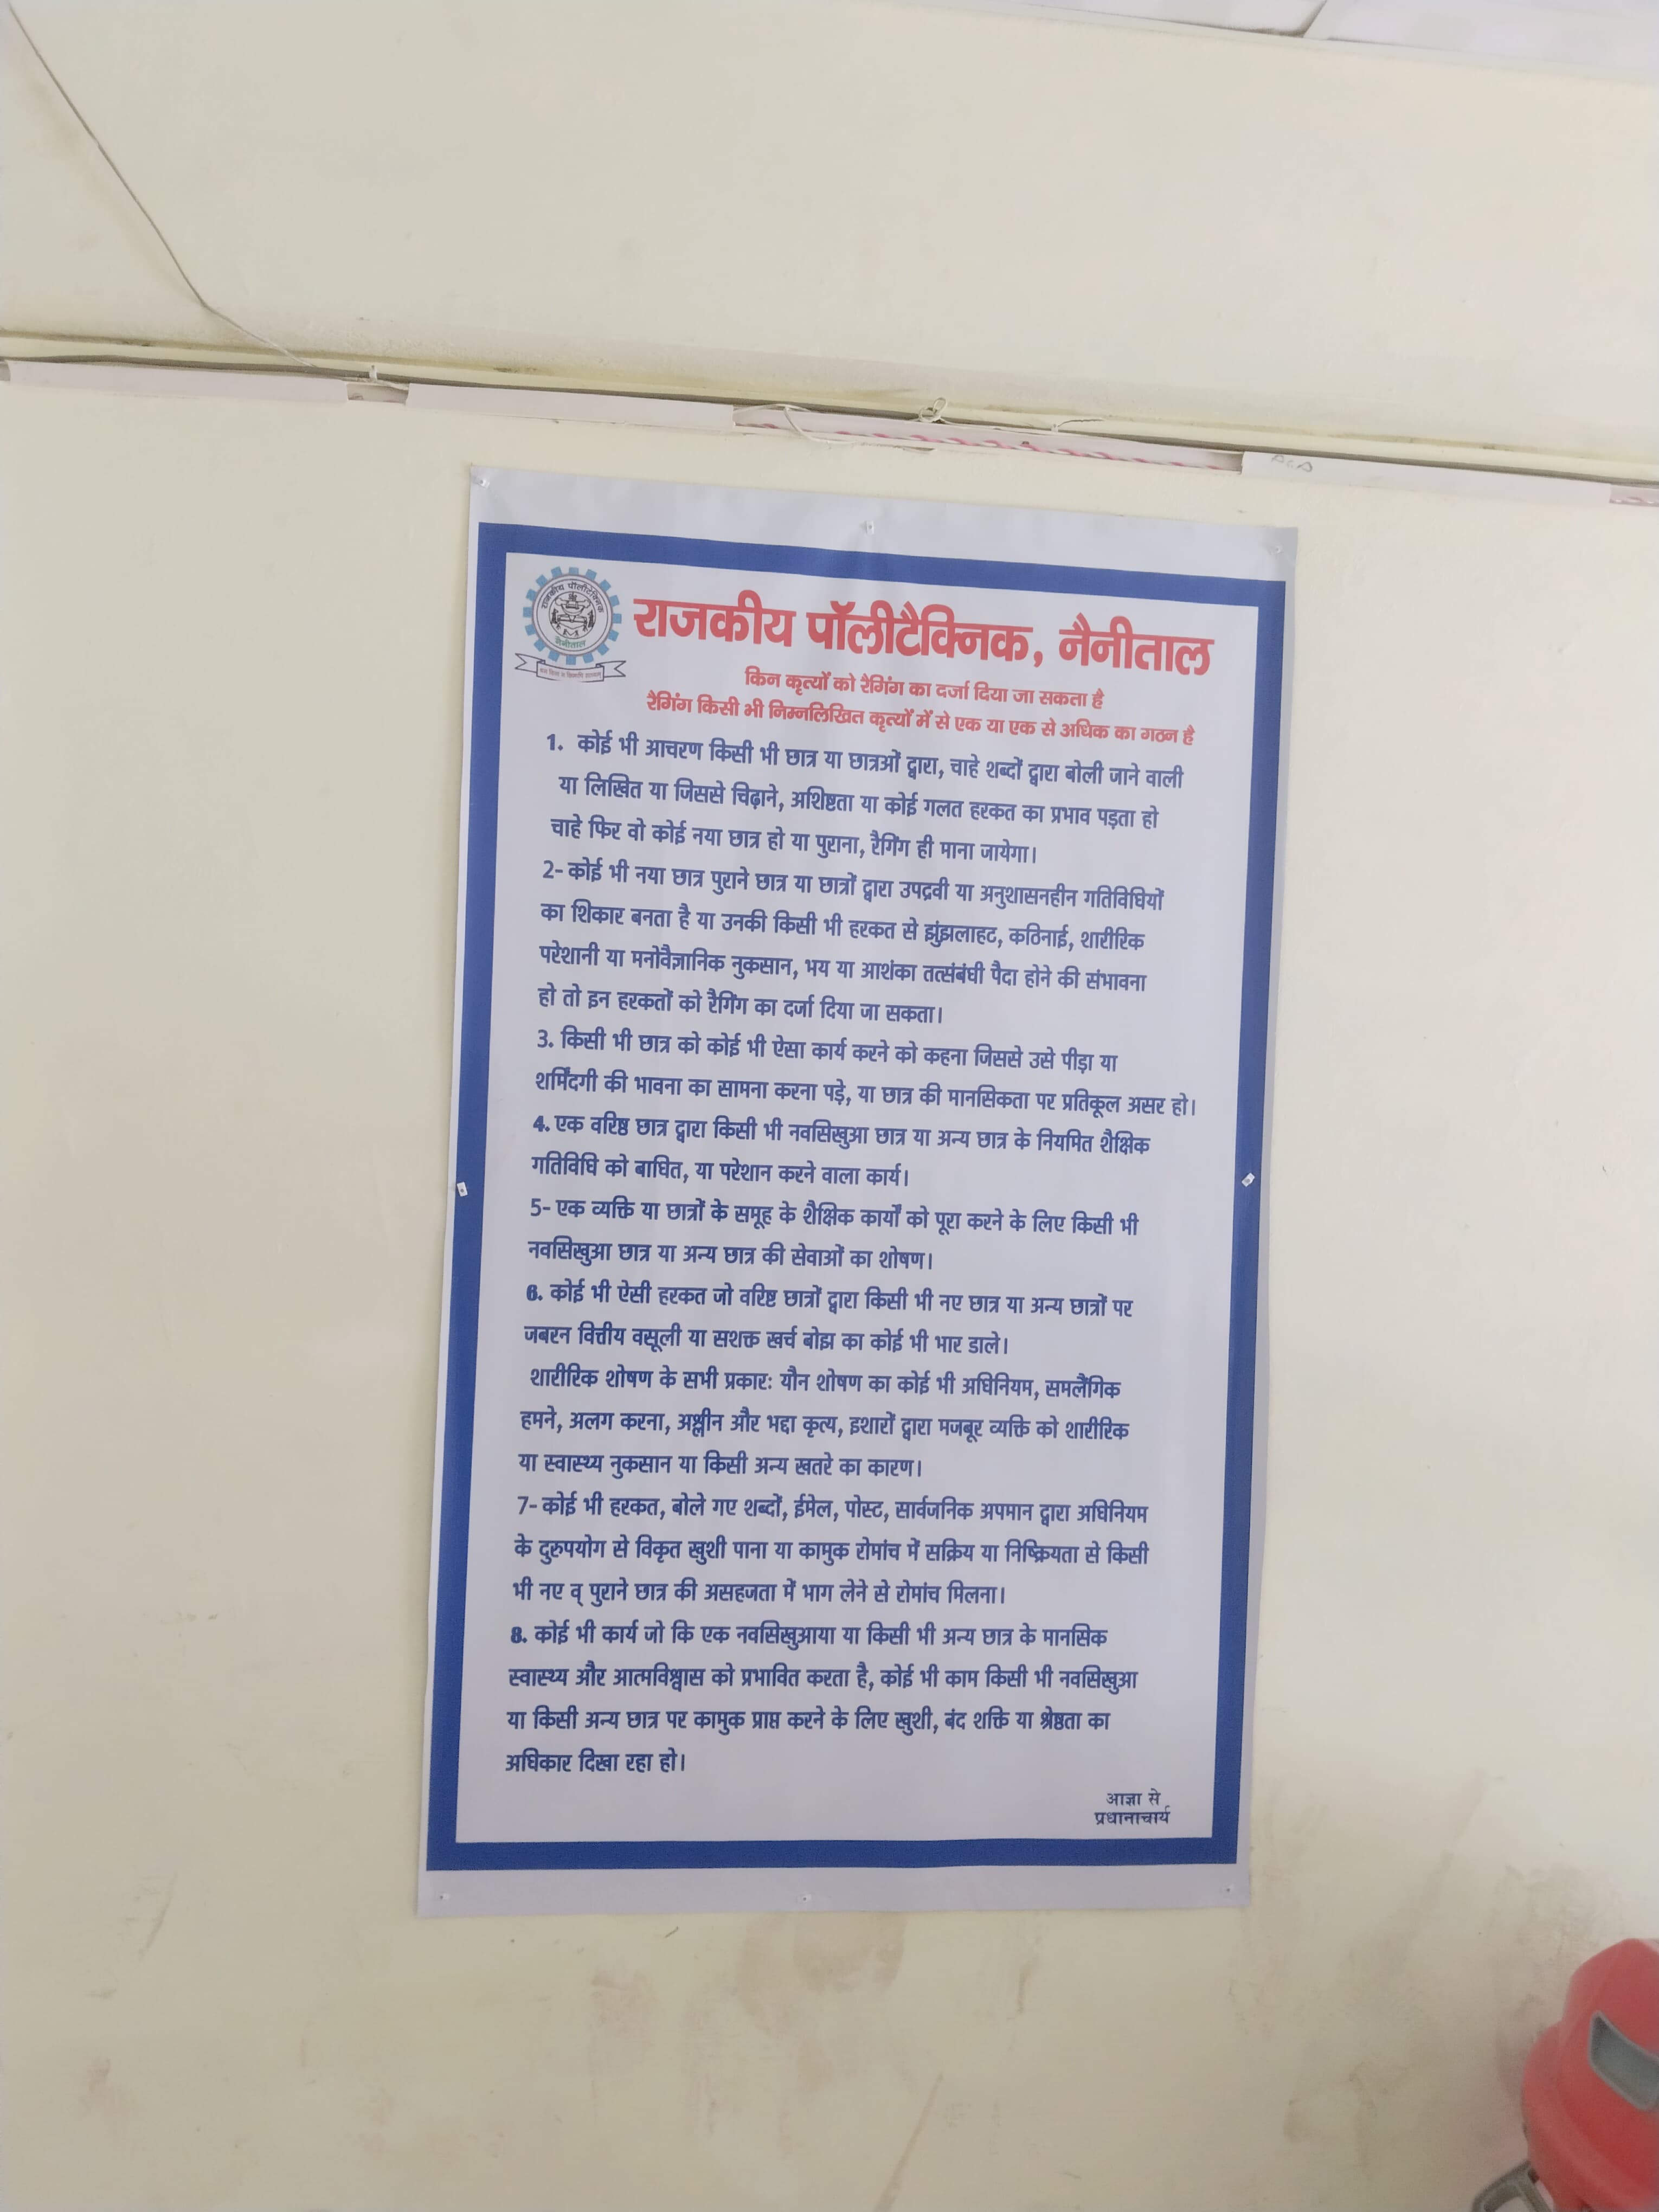 राजकीय पॉलीटैक्निक
नैनीताल
राजकीय पॉलीटैक्निक, नैनीताल
किन कृत्यों को रैगिंग का दर्जा दिया जा सकता है
रैगिंग किसी भी निम्नलिखित कृत्यों में से एक या एक से अधिक का गठन है
1. कोई भी आचरण किसी भी छात्र या छात्रओं द्वारा, चाहे शब्दों द्वारा बोली जाने वाली
या लिखित या जिससे चिढ़ाने, अशिष्टता या कोई गलत हरकत का प्रभाव पड़ता हो
चाहे फिर वो कोई नया छात्र हो या पुराना, रैगिंग ही माना जायेगा।
2- कोई भी नया छात्र पुराने छात्र या छात्रों द्वारा उपद्रवी या अनुशासनहीन गतिविधियों
का शिकार बनता है या उनकी किसी भी हरकत से झुंझलाहट, कठिनाई, शारीरिक
परेशानी या मनोवैज्ञानिक नुकसान, भय या आशंका तत्संबंधी पैदा होने की संभावना
हो तो इन हरकतों को रैगिंग का दर्जा दिया जा सकता।
3. किसी भी छात्र को कोई भी ऐसा कार्य करने को कहना जिससे उसे पीड़ा या
शर्मिंदगी की भावना का सामना करना पड़े, या छात्र की मानसिकता पर प्रतिकूल असर हो।
4. एक वरिष्ठ छात्र द्वारा किसी भी नवसिखुआ छात्र या अन्य छात्र के नियमित शैक्षिक
गतिविधि को बाधित, या परेशान करने वाला कार्य।
5- एक व्यक्ति या छात्रों के समूह के शैक्षिक कार्यों को पूरा करने के लिए किसी भी
नवसिखुआ छात्र या अन्य छात्र की सेवाओं का शोषण।
6. कोई भी ऐसी हरकत जो वरिष्ट छात्रों द्वारा किसी भी नए छात्र या अन्य छात्रों पर
जबरन वित्तीय वसूली या सशक्त खर्च बोझ का कोई भी भार डाले।
शारीरिक शोषण के सभी प्रकार: यौन शोषण का कोई भी अधिनियम, समलैंगिक
हमने, अलग करना, अश्लीन और भद्दा कृत्य, इशारों द्वारा मजबूर व्यक्ति को शारीरिक
या स्वास्थ्य नुकसान या किसी अन्य खतरे का कारण।
7- कोई भी हरकत, बोले गए शब्दों, ईमेल, पोस्ट, सार्वजनिक अपमान द्वारा अधिनियम
के दुरुपयोग से विकृत खुशी पाना या कामुक रोमांच में सक्रिय या निष्क्रियता से किसी
भी नए व् पुराने छात्र की असहजता में भाग लेने से रोमांच मिलना।
8. कोई भी कार्य जो कि एक नवसिखुआया या किसी भी अन्य छात्र के मानसिक
स्वास्थ्य और आत्मविश्वास को प्रभावित करता है, कोई भी काम किसी भी नवसिखुआ
या किसी अन्य छात्र पर कामुक प्राप्त करने के लिए खुशी, बंद शक्ति या श्रेष्ठता का
अधिकार दिखा रहा हो।
आज्ञा से
प्रधानाचार्य